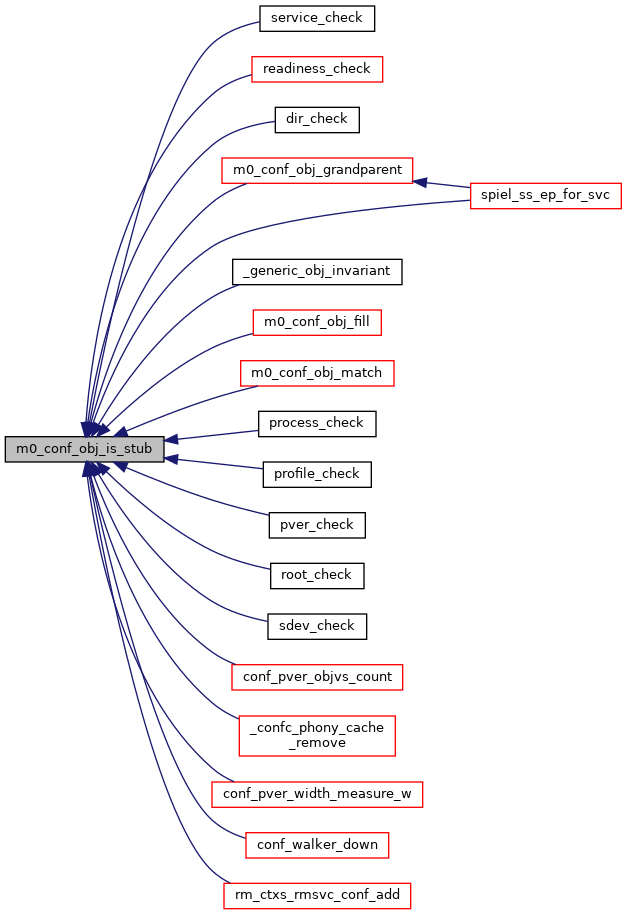 service_check
readiness_check
dir_check
m0_conf_obj_grandparent
spiel_ss_ep_for_svc
_generic_obj_invariant
m0_conf_obj_fill
m0_conf_obj_match
process_check
m0_conf_obj_is_stub
profile_check
pver_check
root_check
sdev_check
conf_pver_objvs_count
_confc_phony_cache
_remove
conf_pver_width_measure_w
conf_walker_down
rm_ctxs_rmsvc_conf_add